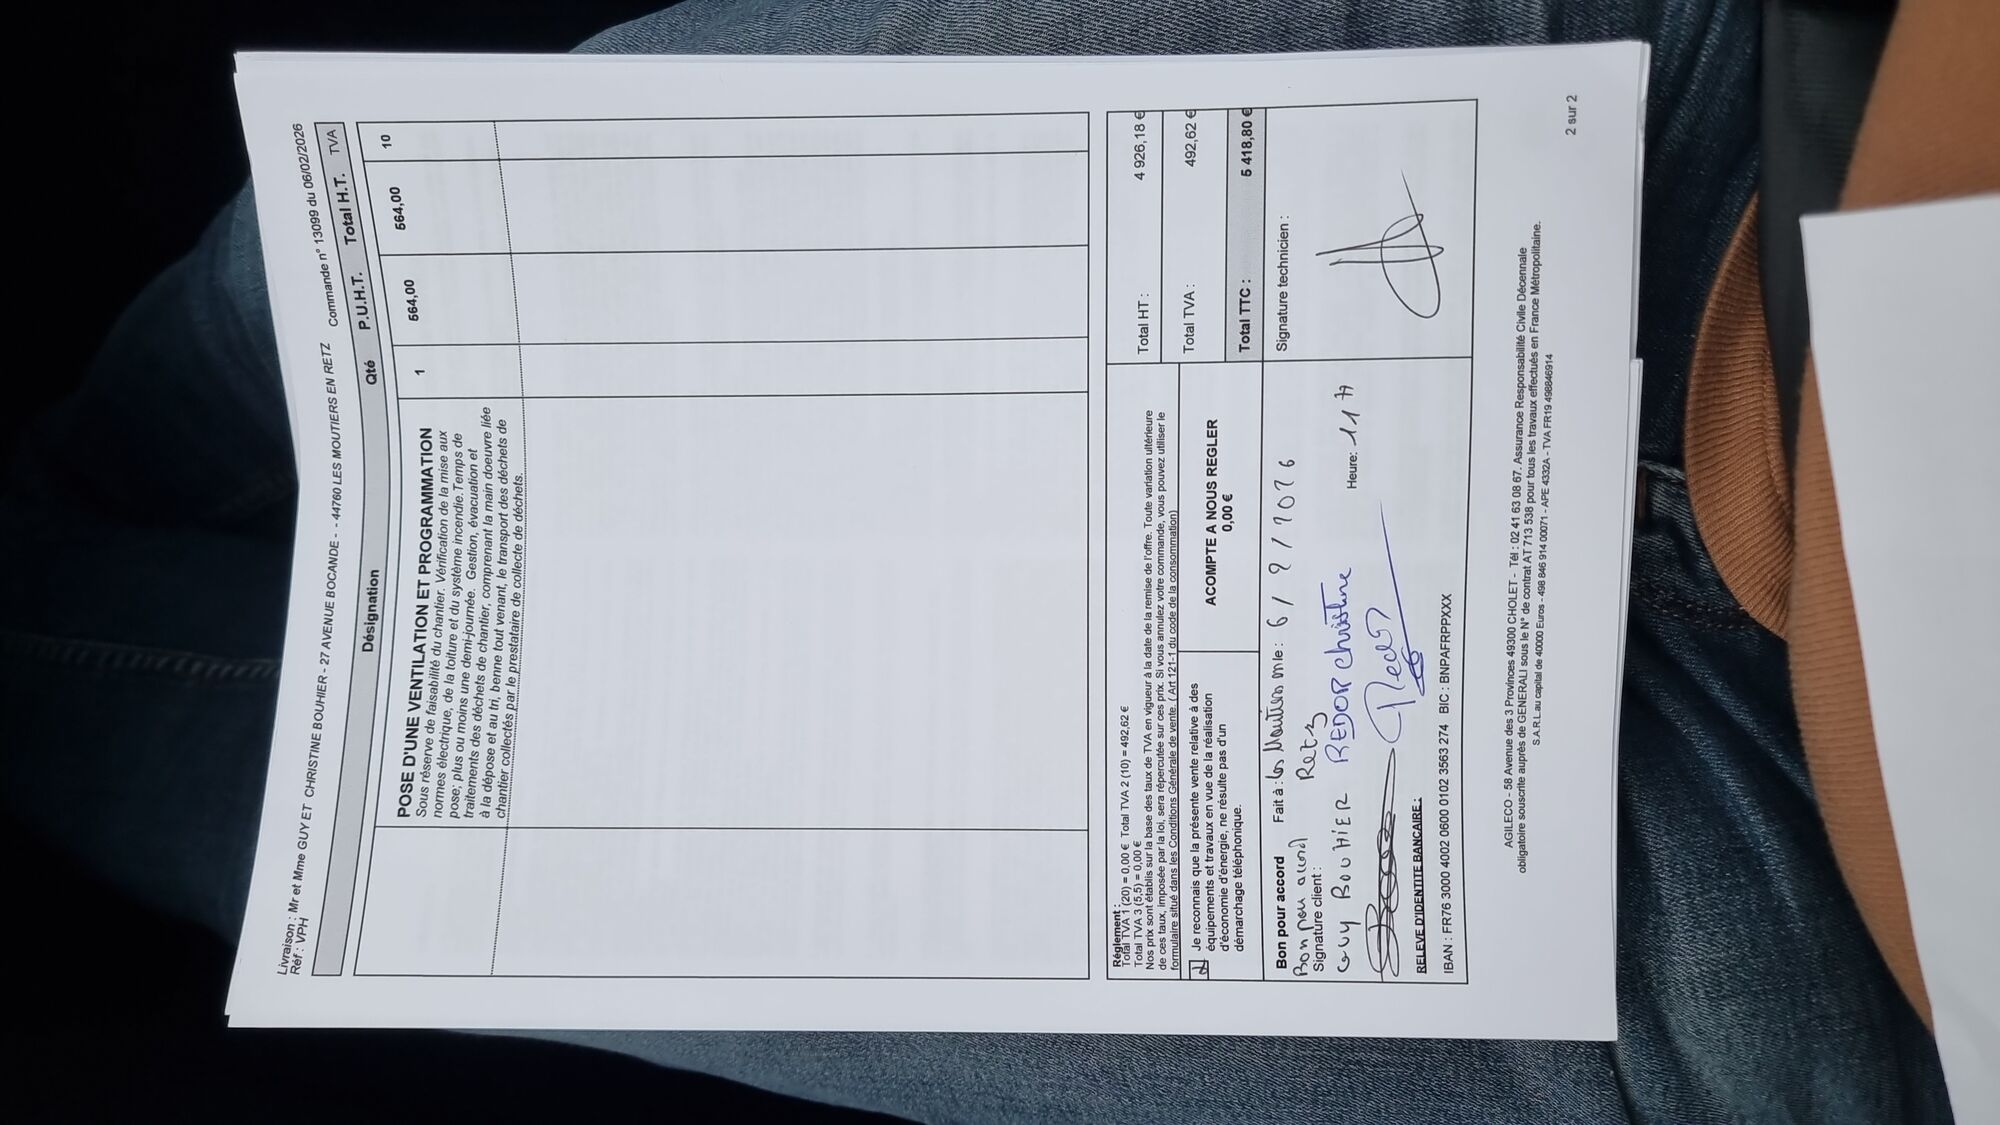 Livraison : Mr et Mme GUY ET CHRISTINE BOUHIER - 27 AVENUE BOCANDE - - 44760 LES MOUTIERS EN RETZ Commande n° 13099 du 06/02/2026
Réf : VPH
Désignation Qté P.U.H.T. Total H.T. TVA
POSE D'UNE VENTILATION ET PROGRAMMATION 1 564,00 564,00 10
Sous réserve de faisabilité du chantier. Vérification de la mise aux
normes électrique, de la toiture et du système incendie.Temps de
pose; plus ou moins une demi-journée. Gestion, évacuation et
traitements des déchets de chantier, comprenant la main doeuvre liée
à la dépose et au tri, benne tout venant, le transport des déchets de
chantier collectés par le prestataire de collecte de déchets.
Règlement :
Total TVA 1 (20) = 0,00 € Total TVA 2 (10) = 492,62 €
Total TVA 3 (5,5) = 0,00 €
Nos prix sont établis sur la base des taux de TVA en vigueur à la date de la remise de l'offre. Toute variation ultérieure
de ces taux, imposée par la loi, sera répercutée sur ces prix. Si vous annulez votre commande, vous pouvez utiliser le
formulaire situé dans les Conditions Générale de vente. ( Art 121-1 du code de la consommation)
Total HT : 4 926,18 €
Total TVA : 492,62 €
Total TTC : 5 418,80 €
Je reconnais que la présente vente relative à des
équipements et travaux en vue de la réalisation
d'économie d'énergie, ne résulte pas d'un
démarchage téléphonique.
ACOMPTE A NOUS REGLER
0,00 €
Bon pour accord Fait à : les Moutiers en le : 6 / 2 / 2026
Retz
Bon pour accord
Signature client : Heure: 11 H
Guy BOUHIER REDOR Christine
Signature technicien :
RELEVE D'IDENTITE BANCAIRE :
IBAN : FR76 3000 4002 0600 0102 3563 274 BIC : BNPAFRPPXXX
AGILECO - 58 Avenue des 3 Provinces 49300 CHOLET - Tél : 02 41 63 08 67. Assurance Responsabilité Civile Décennale
obligatoire souscrite auprès de GENERALI sous le N° de contrat AT 713 538 pour tous les travaux effectués en France Métropolitaine.
S.A.R.L.au capital de 40000 Euros - 498 846 914 00071 - APE 4332A - TVA FR19 498846914
2 sur 2